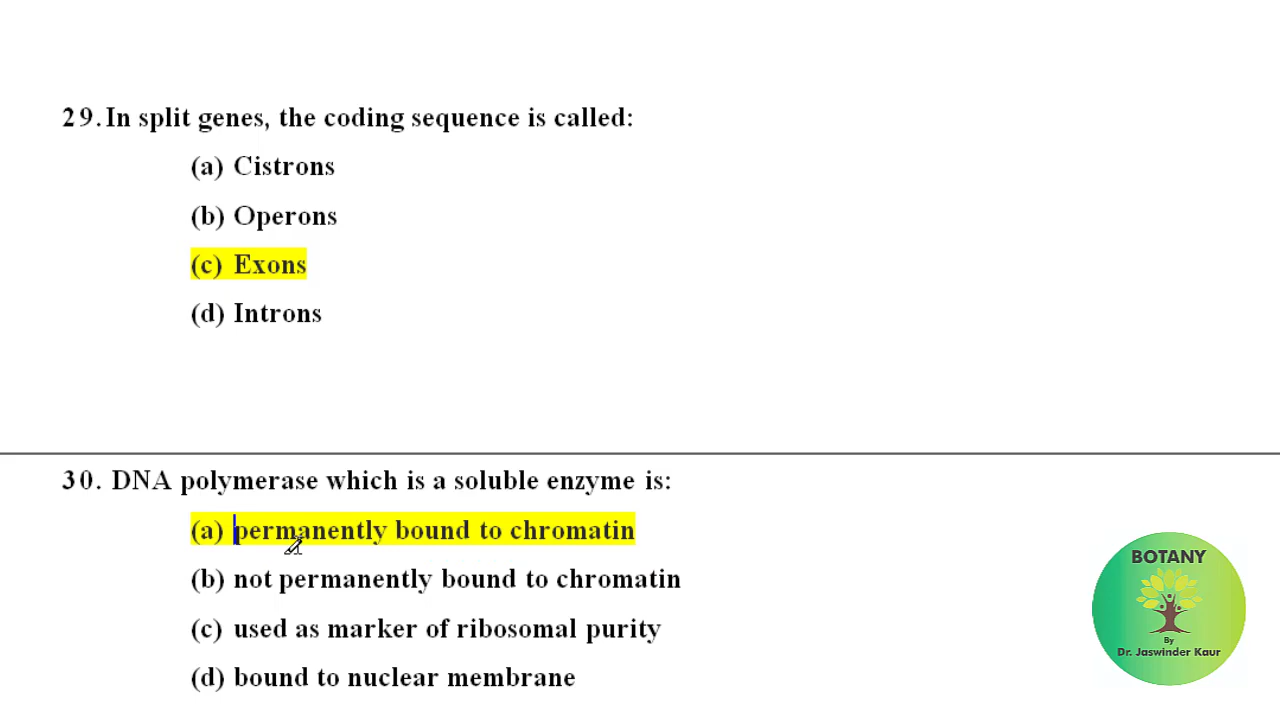 29. In split genes, the coding sequence is called:
(a) Cistrons
(b) Operons
(c) Exons
(d) Introns
30. DNA polymerase which is a soluble enzyme is:
(a) permanently bound to chromatin
(b) not permanently bound to chromatin
(c) used as marker of ribosomal purity
(d) bound to nuclear membrane
BOTANY
By
Dr. Jaswinder Kaur